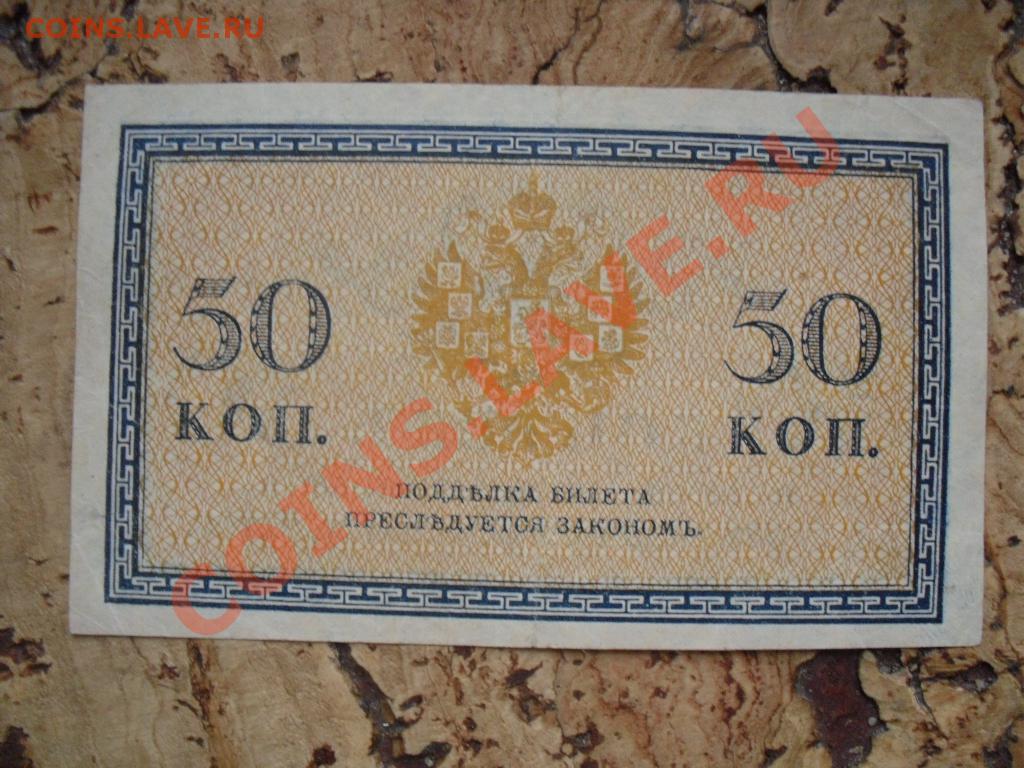 COINS.LAVE.RU
50
50
КОП.
КОП.
ПОДДѢЛКА БИЛЕТА
ПРЕСЛѢДУЕТСЯ ЗАКОНОМЪ.
COINS.LAVE.RU